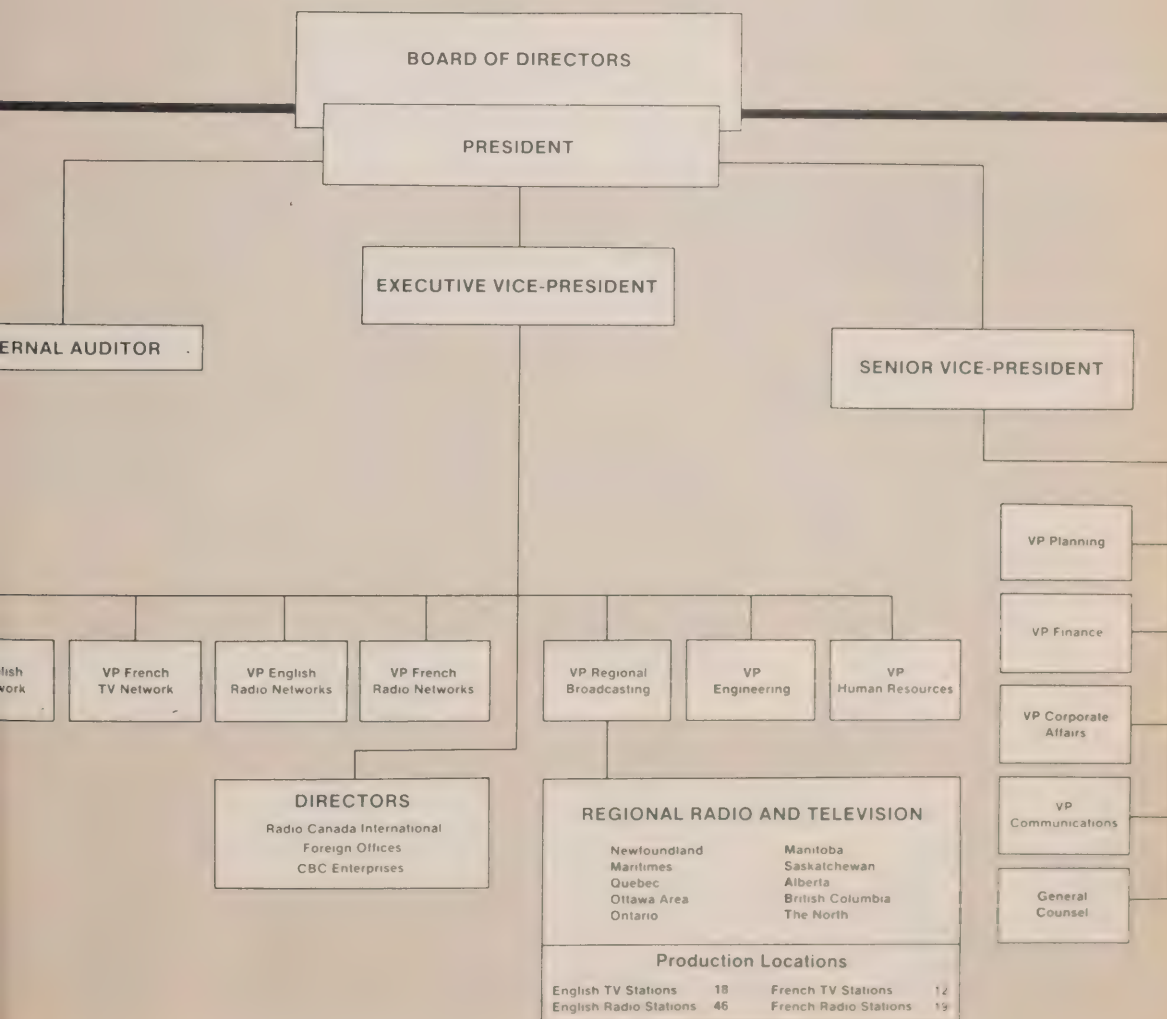 BOARD OF DIRECTORS
PRESIDENT
EXECUTIVE VICE-PRESIDENT
ERNAL AUDITOR
SENIOR VICE-PRESIDENT
lish
work
VP French
TV Network
VP English
Radio Networks
VP French
Radio Networks
VP Regional
Broadcasting
VP
Engineering
VP
Human Resources
VP Planning
VP Finance
VP Corporate
Affairs
VP
Communications
General
Counsel
DIRECTORS
Radio Canada International
Foreign Offices
CBC Enterprises
REGIONAL RADIO AND TELEVISION
Newfoundland
Maritimes
Quebec
Ottawa Area
Ontario
Manitoba
Saskatchewan
Alberta
British Columbia
The North
Production Locations
English TV Stations 18 French TV Stations 12
English Radio Stations 46 French Radio Stations 19